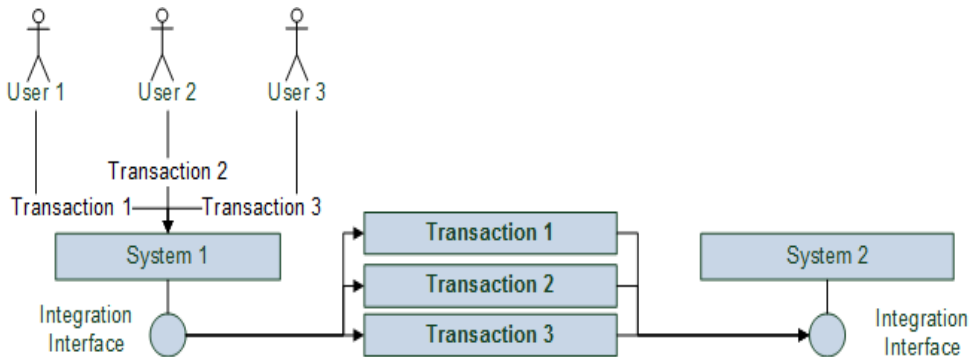 User 1
User 2
User 3
Transaction 2
Transaction 1
Transaction 3
Transaction 1
System 1
System 2
Transaction 2
Integration
Interface
Transaction 3
Integration
Interface